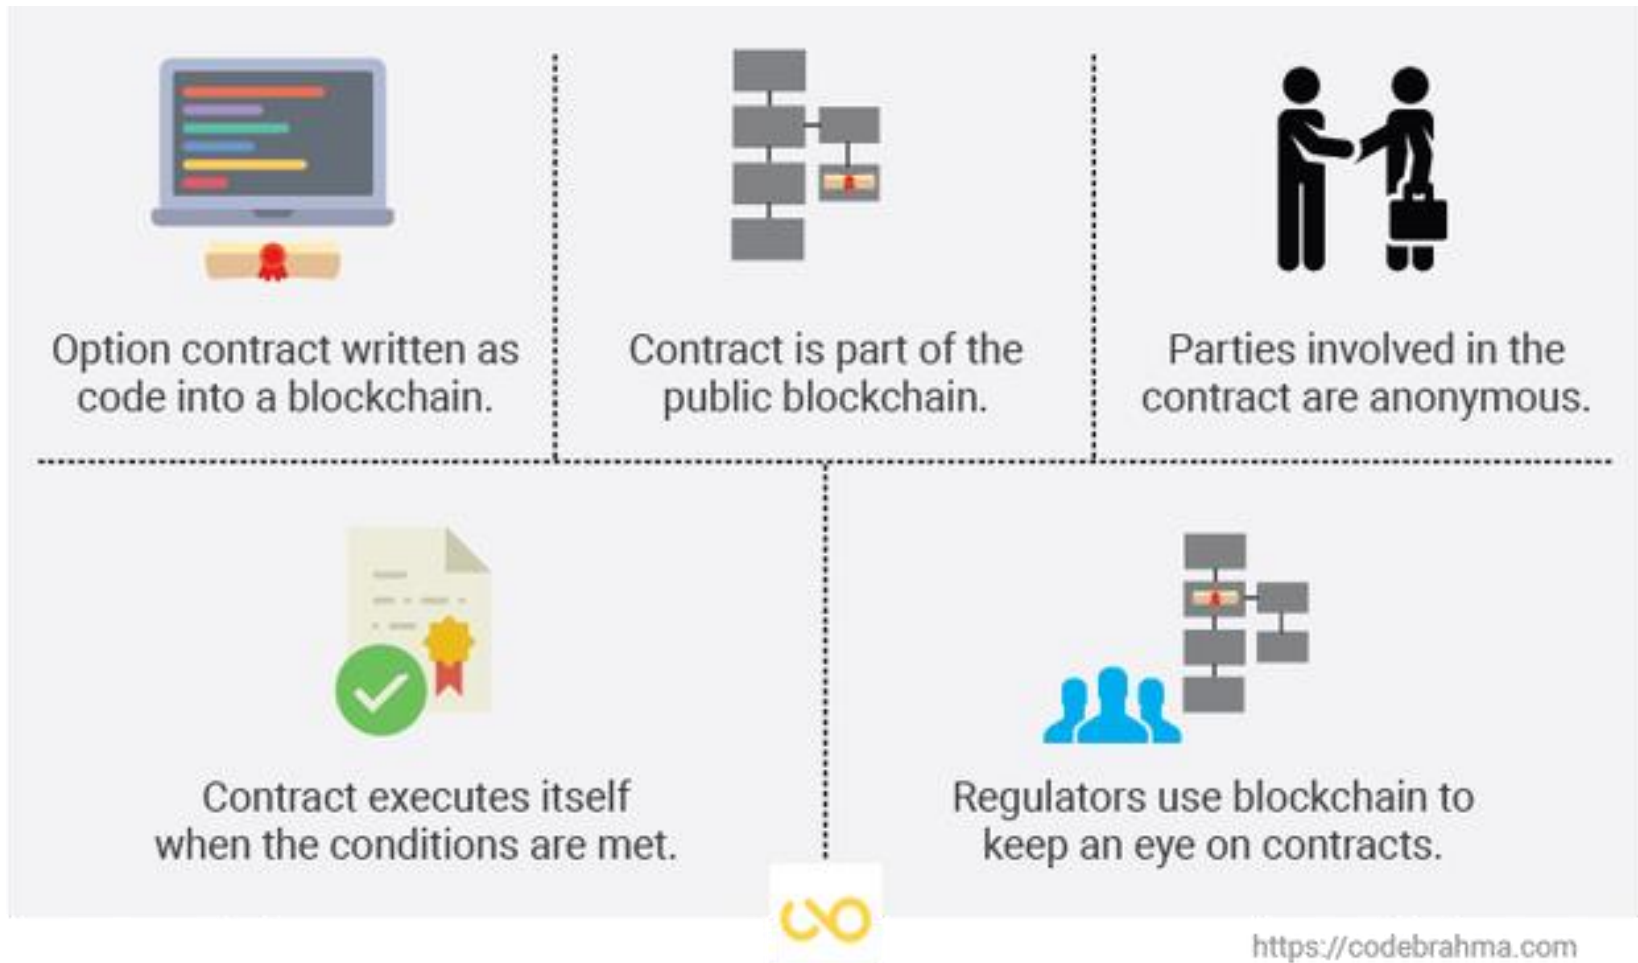 Option contract written as
code into a blockchain.
Contract is part of the
public blockchain.
Parties involved in the
contract are anonymous.
Contract executes itself
when the conditions are met.
Regulators use blockchain to
keep an eye on contracts.
https://codebrahma.com